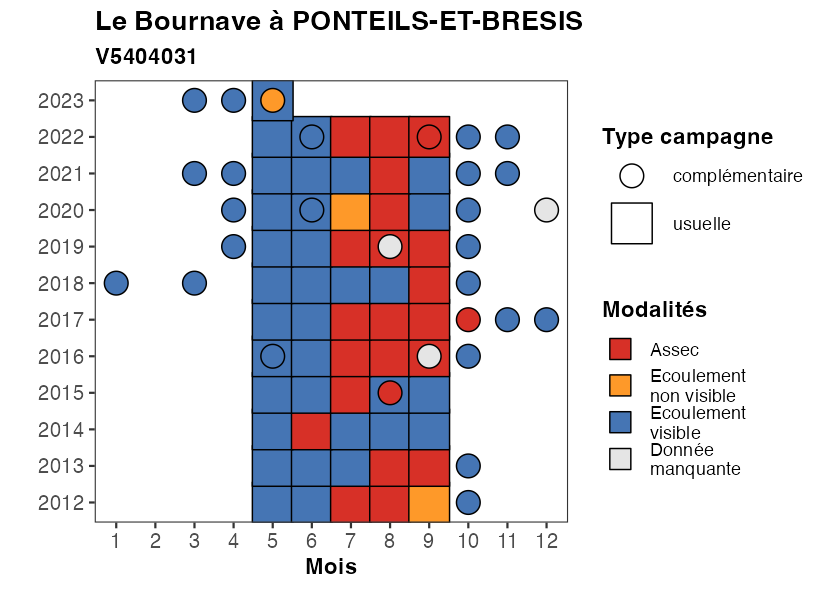 Le Bournave à PONTEILS-ET-BRESIS
V5404031
2023
2022
2021
2020
2019
2018
2017
2016
2015
2014
2013
2012
1 2 3 4 5 6 7 8 9 10 11 12
Mois
Type campagne
complémentaire
usuelle
Modalités
Assec
Ecoulement
non visible
Ecoulement
visible
Donnée
manquante